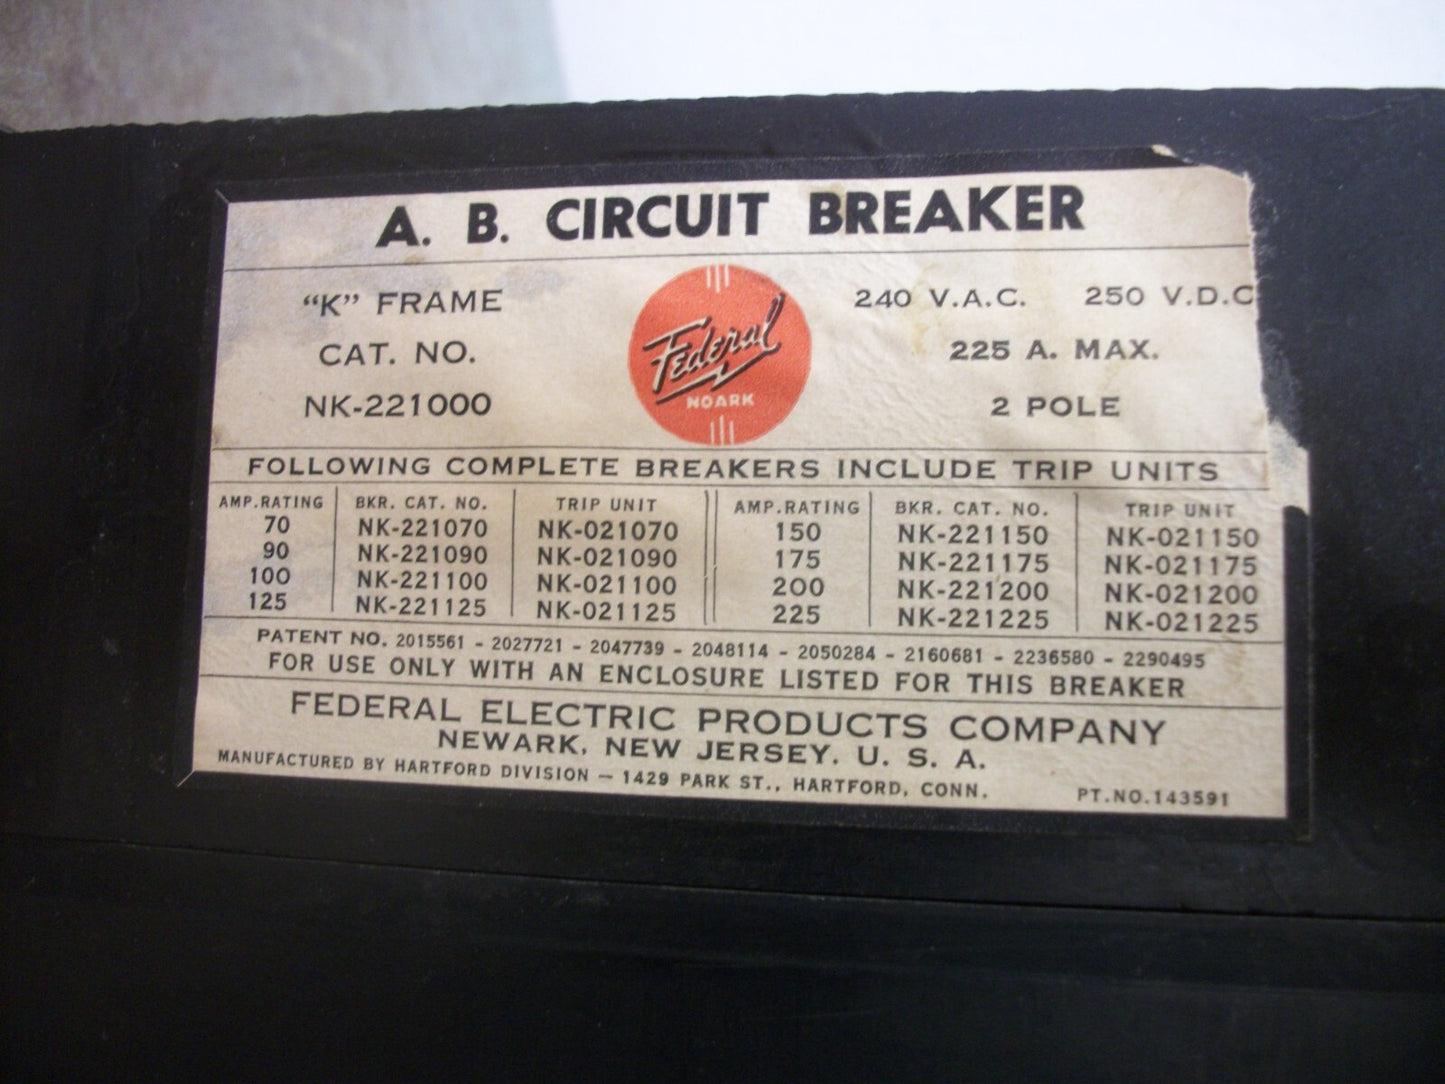 A. B. CIRCUIT BREAKER
"K" FRAME
CAT. NO.
NK-221000
Federal
NOARK
240 V.A.C. 250 V.D.C
225 A. MAX.
2 POLE
FOLLOWING COMPLETE BREAKERS INCLUDE TRIP UNITS
AMP.RATING BKR. CAT. NO. TRIP UNIT AMP.RATING BKR. CAT. NO. TRIP UNIT
70 NK-221070 NK-021070 150 NK-221150 NK-021150
90 NK-221090 NK-021090 175 NK-221175 NK-021175
100 NK-221100 NK-021100 200 NK-221200 NK-021200
125 NK-221125 NK-021125 225 NK-221225 NK-021225
PATENT NO. 2015561 - 2027721 - 2047739 - 2048114 - 2050284 - 2160681 - 2236580 - 2290495
FOR USE ONLY WITH AN ENCLOSURE LISTED FOR THIS BREAKER
FEDERAL ELECTRIC PRODUCTS COMPANY
NEWARK, NEW JERSEY. U. S. A.
MANUFACTURED BY HARTFORD DIVISION — 1429 PARK ST., HARTFORD, CONN. PT.NO.143591